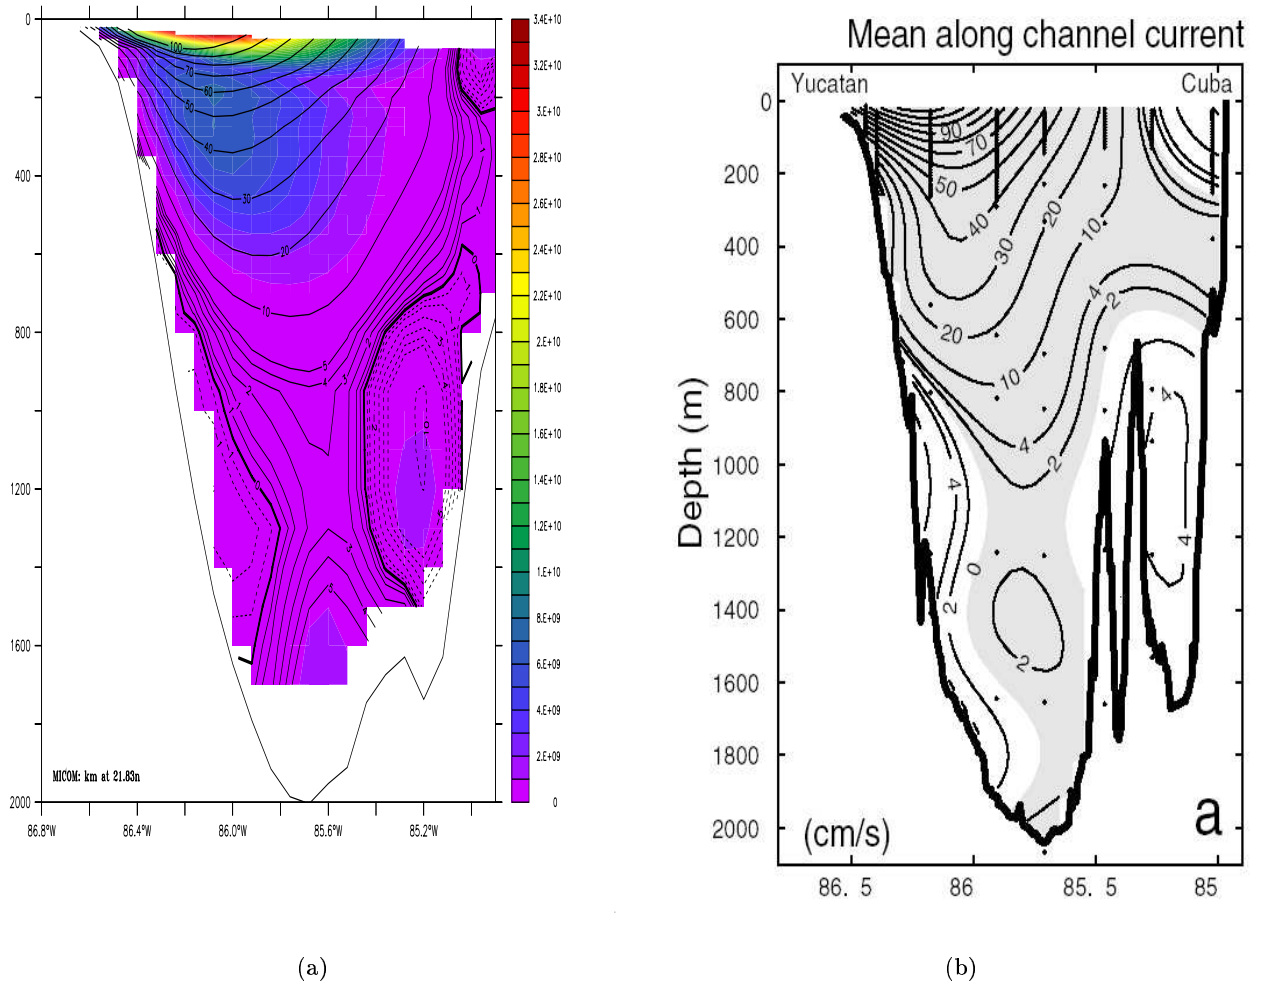 0
400
800
1200
1600
2000
86.8°W
86.4°W
86.0°W
85.6°W
85.2°W
MICOM: km at 21.83n
100
70
60
50
40
30
20
10
5
4
0
3.4E+10
3.2E+10
3.E+10
2.8E+10
2.6E+10
2.4E+10
2.2E+10
2.E+10
1.8E+10
1.6E+10
1.4E+10
1.2E+10
1.E+10
8.E+09
6.E+09
4.E+09
2.E+09
0
(a)
Mean along channel current
Yucatan
Cuba
Depth (m)
0
200
400
600
800
1000
1200
1400
1600
1800
2000
90
70
50
40
30
20
20
10
10
4
2
4
2
4
4
4
0
2
2
(cm/s)
a
86. 5
86
85. 5
85
(b)